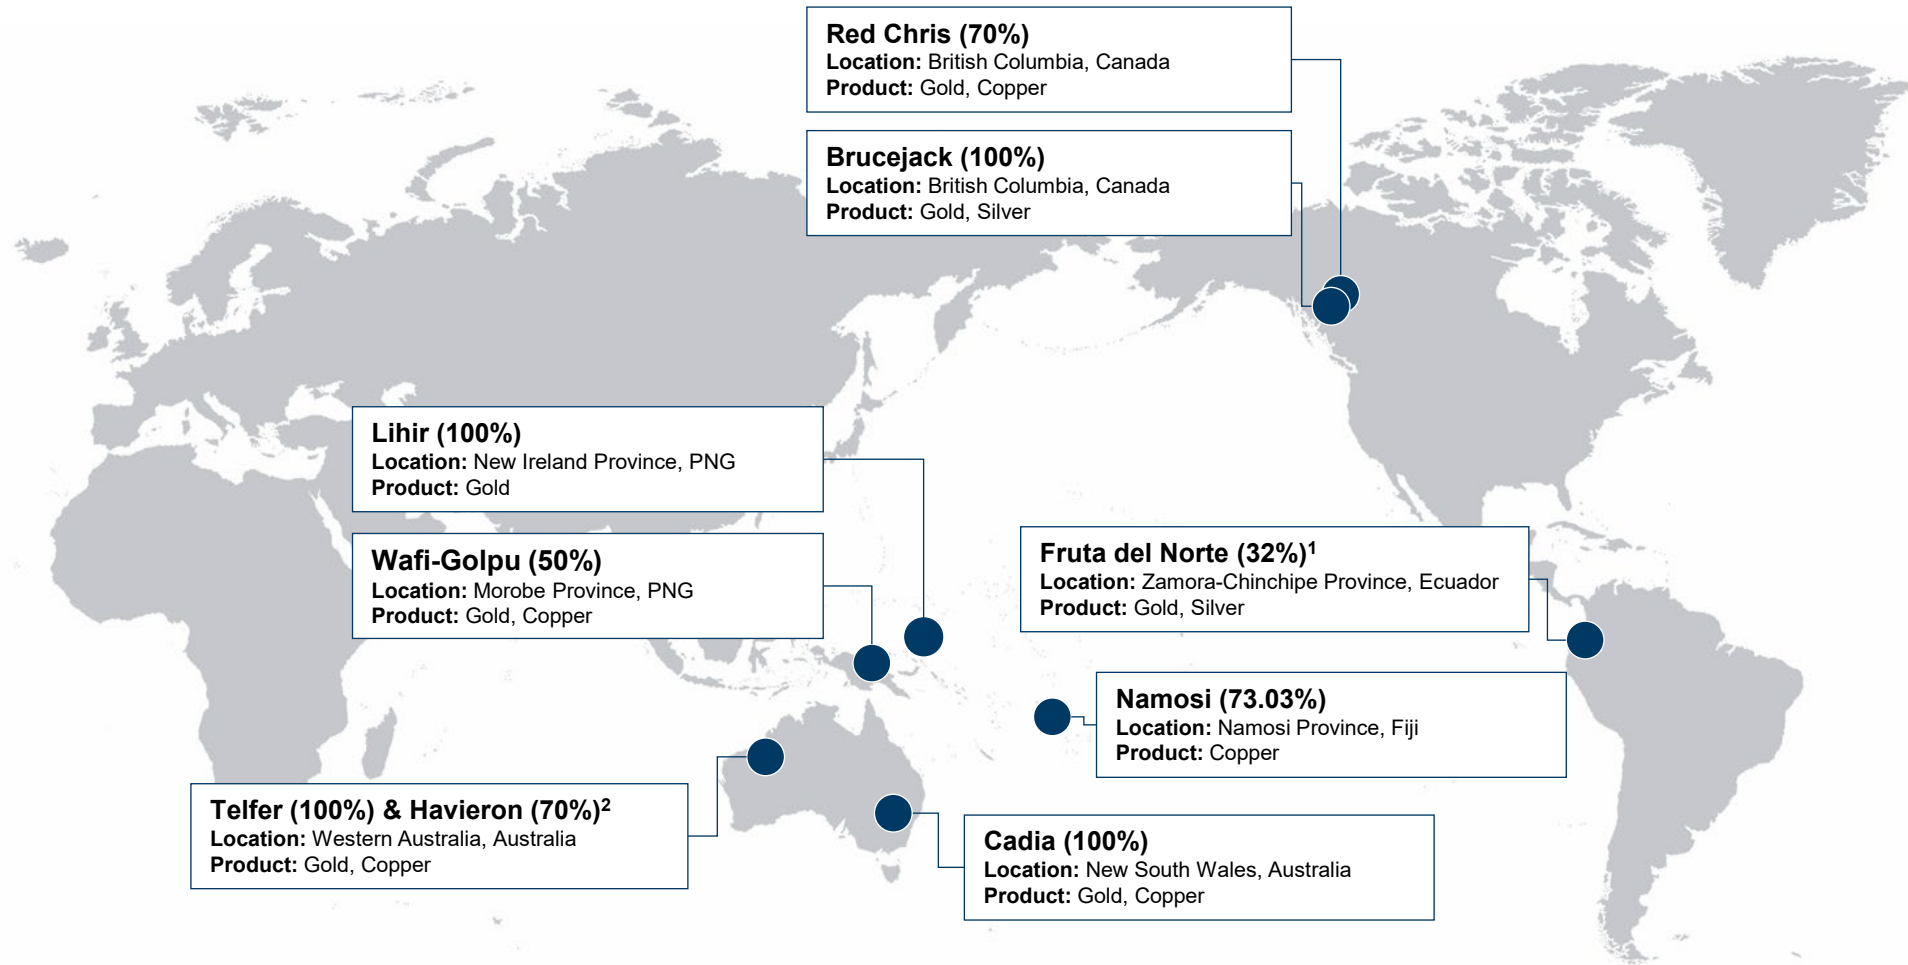 Red Chris (70%)
Location: British Columbia, Canada
Product: Gold, Copper
Brucejack (100%)
Location: British Columbia, Canada
Product: Gold, Silver
Lihir (100%)
Location: New Ireland Province, PNG
Product: Gold
Wafi-Golpu (50%)
Location: Morobe Province, PNG
Product: Gold, Copper
Fruta del Norte (32%)¹
Location: Zamora-Chinchipe Province, Ecuador
Product: Gold, Silver
Namosi (73.03%)
Location: Namosi Province, Fiji
Product: Copper
Telfer (100%) & Havieron (70%)²
Location: Western Australia, Australia
Product: Gold, Copper
Cadia (100%)
Location: New South Wales, Australia
Product: Gold, Copper